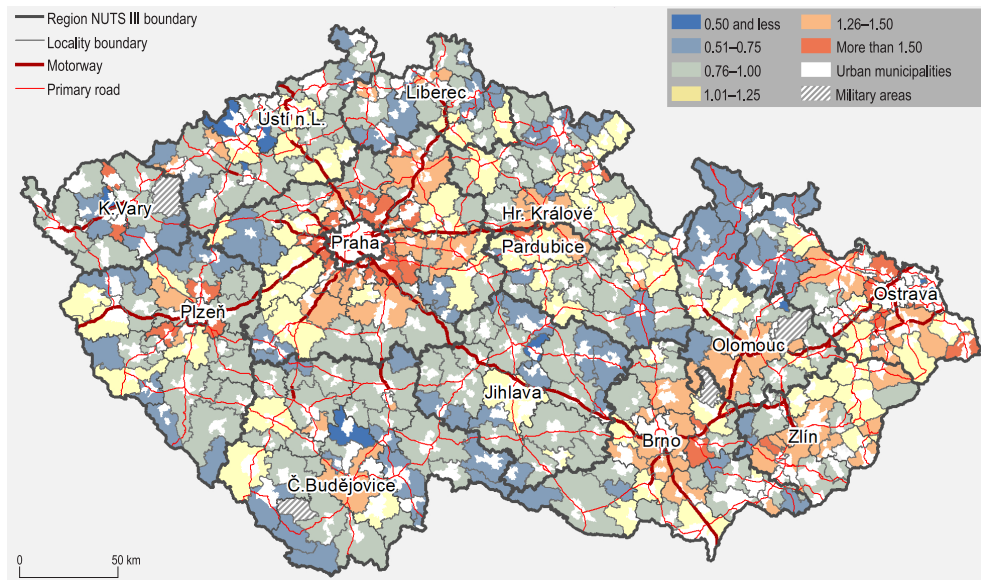 Region NUTS III boundary
Locality boundary
Motorway
Primary road
0.50 and less
0.51–0.75
0.76–1.00
1.01–1.25
1.26–1.50
More than 1.50
Urban municipalities
Military areas
Liberec
Ústí n.L.
K.Vary
Hr. Králové
Praha
Pardubice
Ostrava
Plzeň
Olomouc
Jihlava
Brno
Zlín
Č.Budějovice
0 50 km